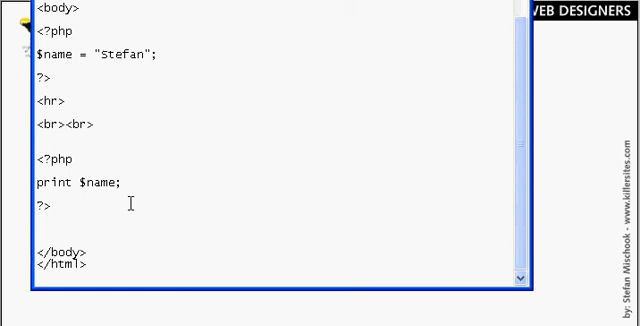 <body>
<?php
$name = "Stefan";
?>
<hr>
<br><br>
<?php
print $name;
?>
</body>
</html>
WEB DESIGNERS
by: Stefan Mischook - www.killersites.com